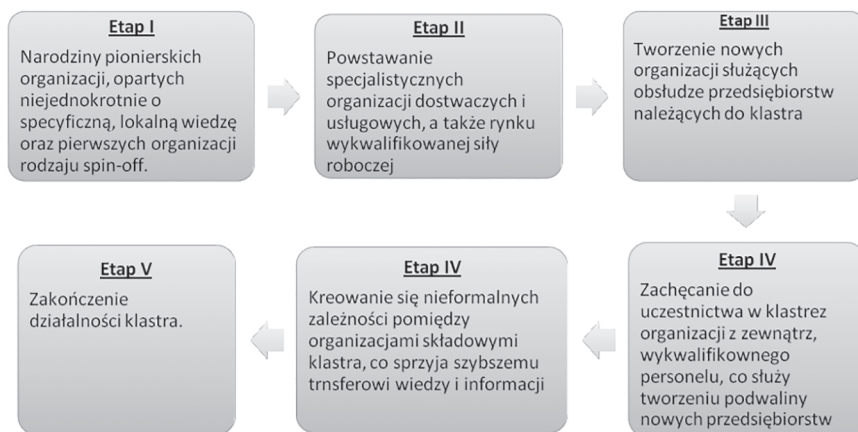 Etap I
Narodziny pionierskich
organizacji, opartych
niejednokrotnie o
specyficzną, lokalną wiedzę
oraz pierwszych organizacji
rodzaju spin-off.
Etap II
Powstawanie
specjalistycznych
organizacji dostwaczych i
usługowych, a także rynku
wykwalifikowanej siły
roboczej
Etap III
Tworzenie nowych
organizacji służących
obsłudze przedsiębiorstw
należących do klastra
Etap IV
Zachęcanie do
uczestnictwa w klastrez
organizacji z zewnątrz,
wykwalifikownego
personelu, co służy
tworzeniu podwaliny
nowych przedsiębiorstw
Etap IV
Kreowanie się nieformalnych
zależności pomiędzy
organizacjami składowymi
klastra, co sprzyja szybszemu
trnsferowi wiedzy i informacji
Etap V
Zakończenie
działalności klastra.